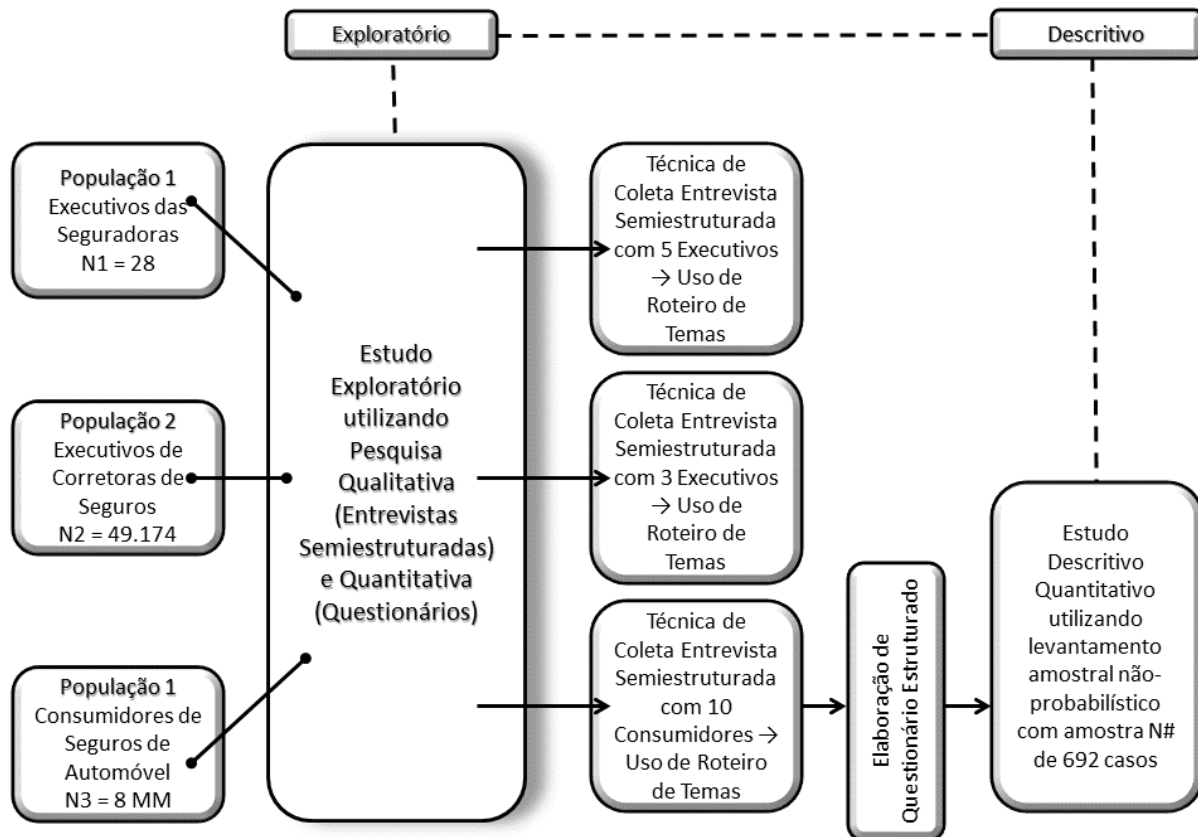 Exploratório
Descritivo
População 1
Executivos das
Seguradoras
N1 = 28
População 2
Executivos de
Corretoras de
Seguros
N2 = 49.174
População 1
Consumidores de
Seguros de
Automóvel
N3 = 8 MM
Estudo
Exploratório
utilizando
Pesquisa
Qualitativa
(Entrevistas
Semiestruturadas)
e Quantitativa
(Questionários)
Técnica de
Coleta Entrevista
Semiestruturada
com 5 Executivos
→ Uso de
Roteiro de
Temas
Técnica de
Coleta Entrevista
Semiestruturada
com 3 Executivos
→ Uso de
Roteiro de
Temas
Técnica de
Coleta Entrevista
Semiestruturada
com 10
Consumidores →
Uso de Roteiro
de Temas
Elaboração de
Questionário Estruturado
Estudo
Descritivo
Quantitativo
utilizando
levantamento
amostral não-
probabilístico
com amostra N#
de 692 casos